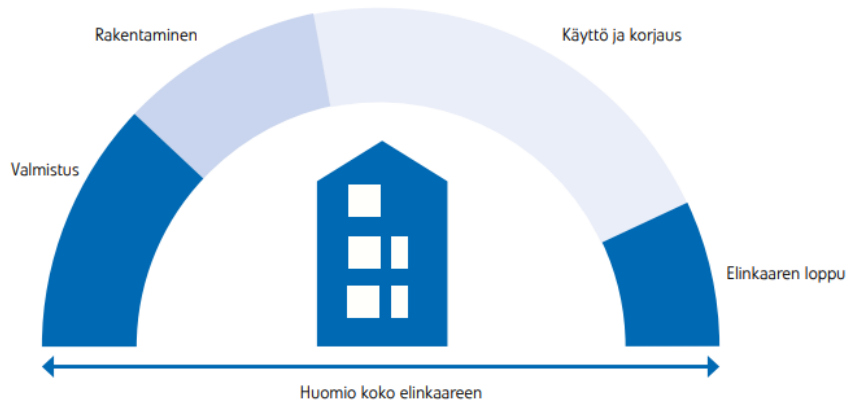 Rakentaminen
Käyttö ja korjaus
Valmistus
Elinkaaren loppu
Huomio koko elinkaareen